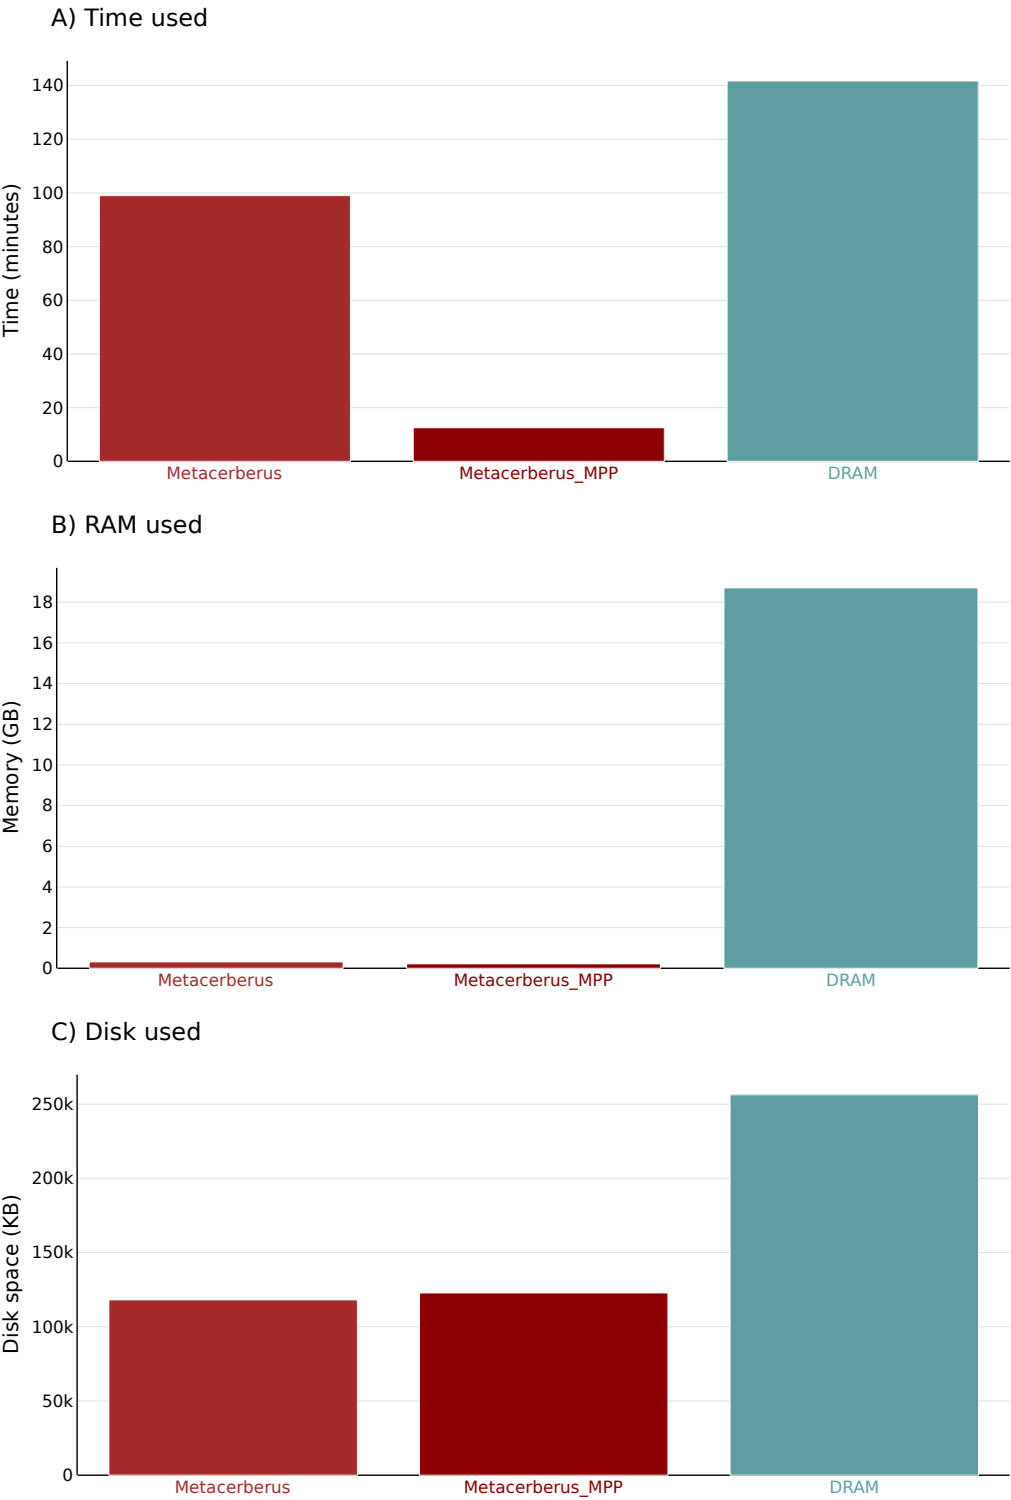 A) Time used
Time (minutes)
140
120
100
80
60
40
20
0
Metacerberus
Metacerberus_MPP
DRAM
B) RAM used
Memory (GB)
18
16
14
12
10
8
6
4
2
0
Metacerberus
Metacerberus_MPP
DRAM
C) Disk used
Disk space (KB)
250k
200k
150k
100k
50k
0
Metacerberus
Metacerberus_MPP
DRAM